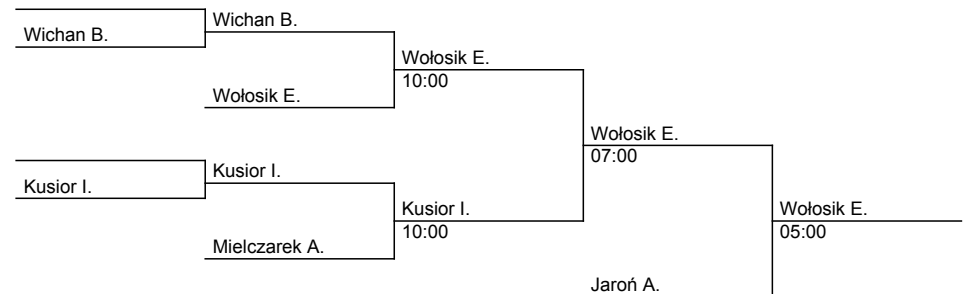 Wichan B.
Wichan B.
Wołosik E.
10:00
Wołosik E.
Wołosik E.
07:00
Kusior I.
Kusior I.
Kusior I.
10:00
Wołosik E.
05:00
Mielczarek A.
Jaroń A.